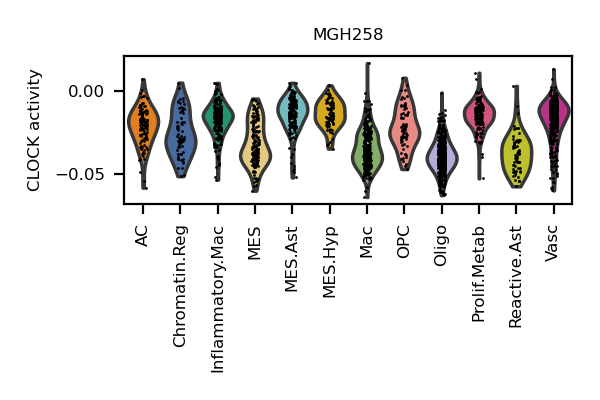 MGH258
CLOCK activity
0.00
−0.05
AC
Chromatin.Reg
Inflammatory.Mac
MES
MES.Ast
MES.Hyp
Mac
OPC
Oligo
Prolif.Metab
Reactive.Ast
Vasc